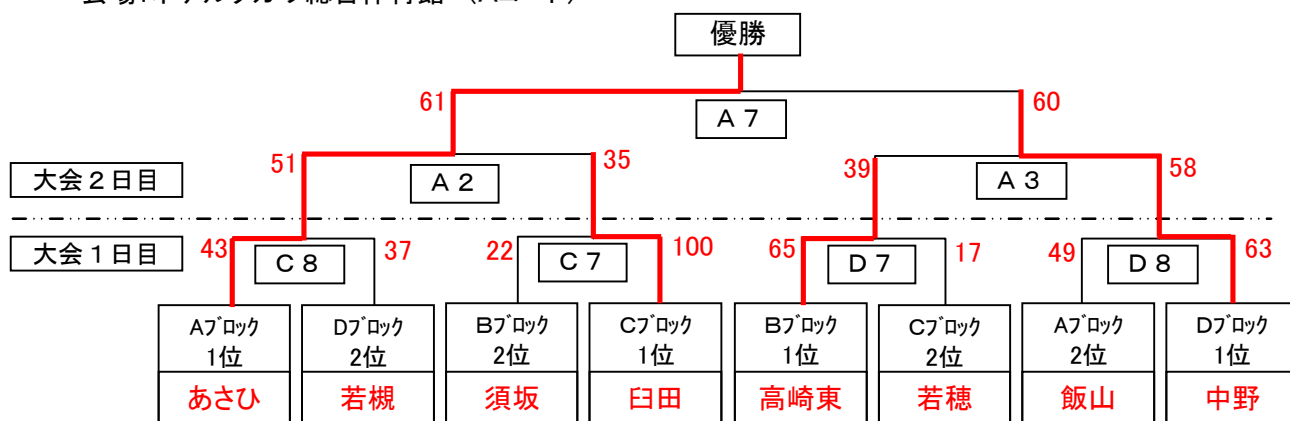 優勝
61
60
A7
51
35
39
58
大会2日目
A2
A3
大会1日目
43
C8
37
22
C7
100
65
D7
17
49
D8
63
Aブロック
1位
Dブロック
2位
Bブロック
2位
Cブロック
1位
Bブロック
1位
Cブロック
2位
Aブロック
2位
Dブロック
1位
あさひ
若槻
須坂
臼田
高崎東
若穂
飯山
中野